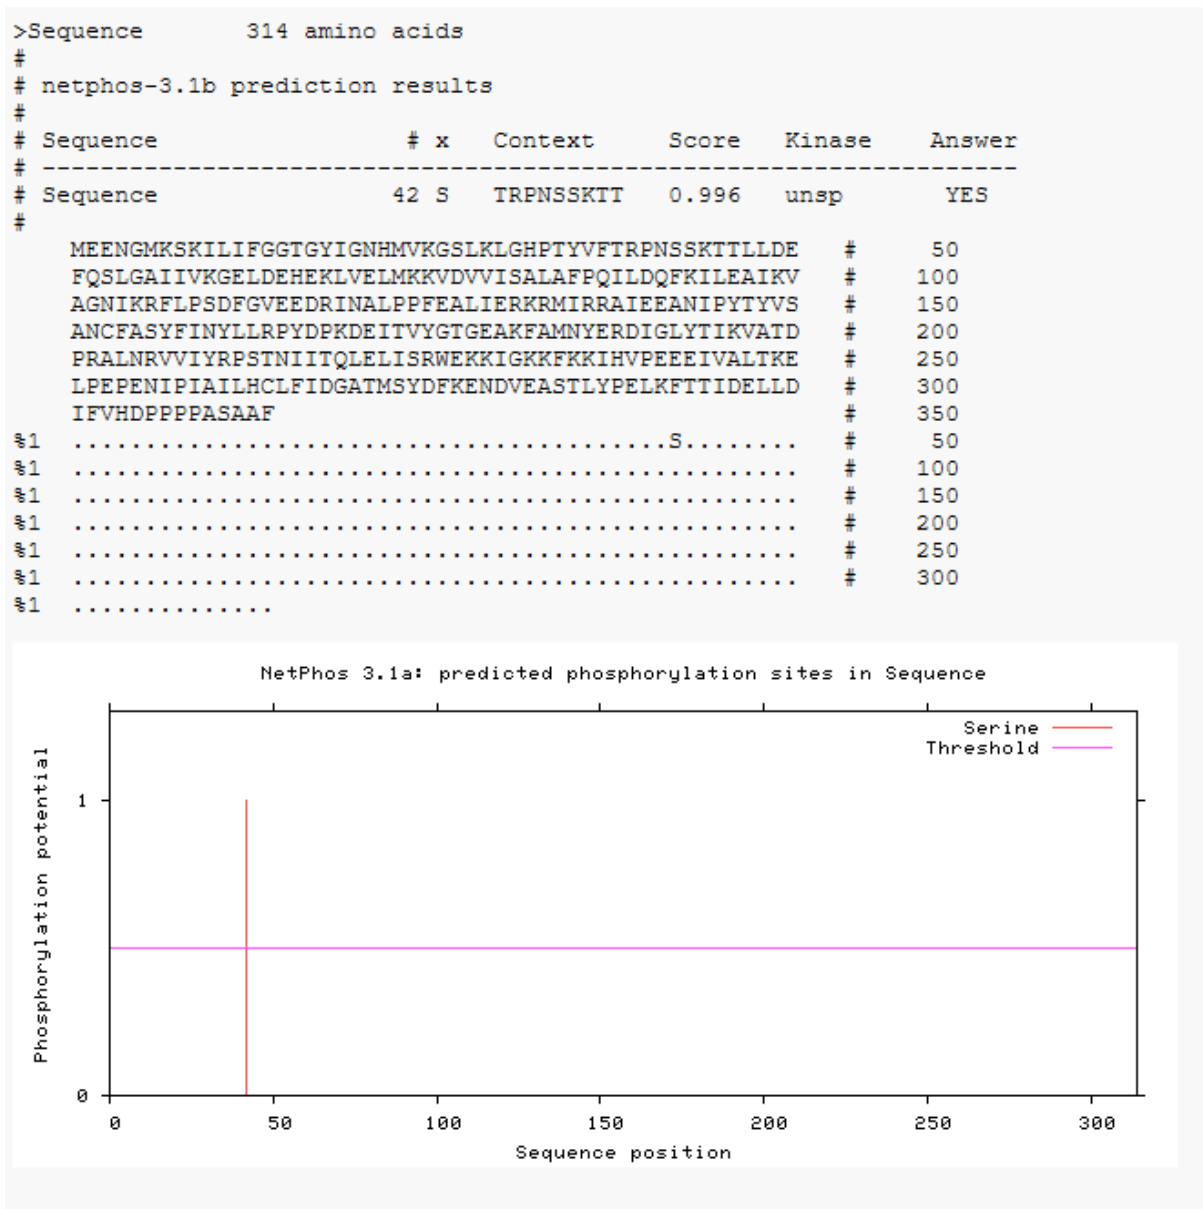 >Sequence       314 amino acids
#
# netphos-3.1b prediction results
#
# Sequence                 # x   Context     Score   Kinase    Answer
# -------------------------------------------------------------------
# Sequence                42 S   TRPNSSKTT   0.996   unsp       YES
#
    MEENGMKSKILIFGGTGYIGNHMVKGSLKLGHPTYVFTRPNSSKTTLLDE   #     50
    FQSLGAIIVKGELDEHEKLVELMKKVDVVISALAFPQILDQFKILEAIKV   #    100
    AGNIKRFLPSDFGVEEDRINALPPFEALIERKRMIRRAIEEANIPYTYVS   #    150
    ANCFASYFINYLLRPYDPKDEITVYGTGEAKFAMNYERDIGLYTIKVATD   #    200
    PRALNRVVIYRPSTNIITQLELISRWEKKIGKKFKKIHVPEEEIVALTKE   #    250
    LPEPENIPIAILHCLFIDGATMSYDFKENDVEASTLYPELKFTTIDELLD   #    300
    IFVHDPPPPASAAF                                       #    350
%1  .........................................S........   #     50
%1  ..................................................   #    100
%1  ..................................................   #    150
%1  ..................................................   #    200
%1  ..................................................   #    250
%1  ..................................................   #    300
%1  ..............
NetPhos 3.1a: predicted phosphorylation sites in Sequence
Serine
Threshold
Phosphorylation potential
1
0
0 50 100 150 200 250 300
Sequence position